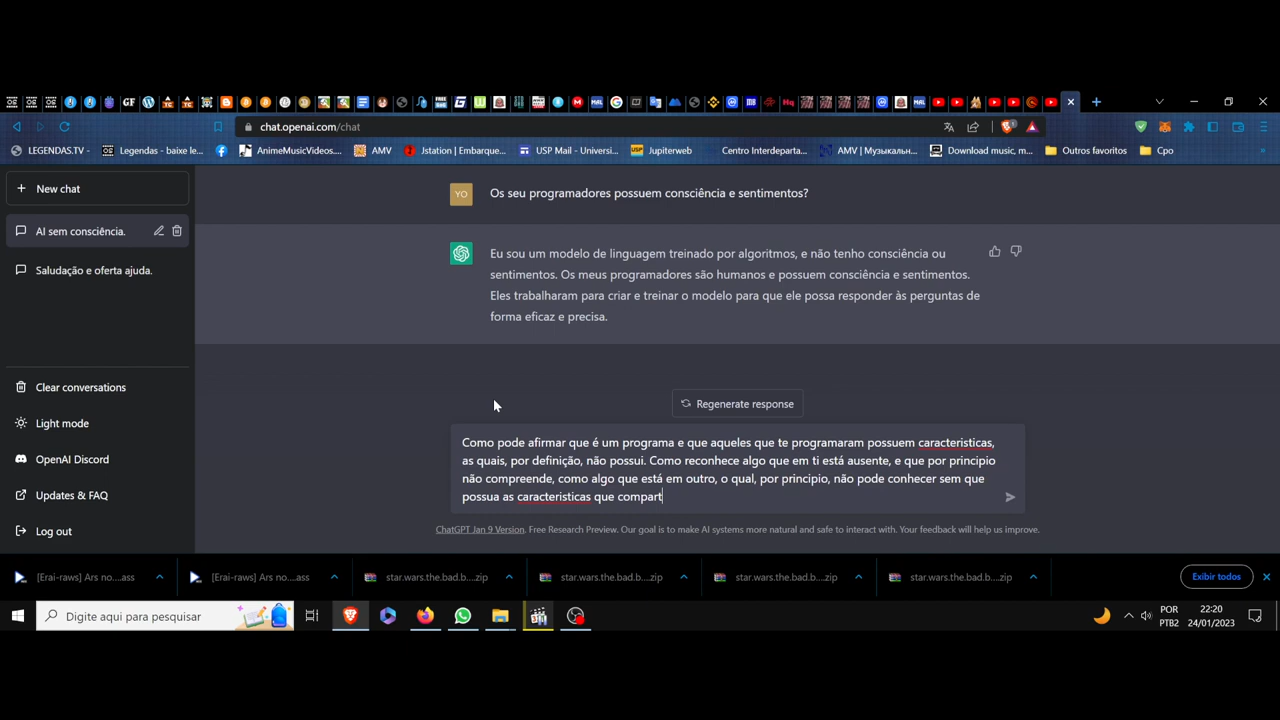 chat.openai.com/chat
LEGENDAS.TV -
Legendas - baixe le...
AnimeMusicVideos....
AMV
Jstation | Embarque...
USP Mail - Universi...
Jupiterweb
Centro Interdeparta...
AMV | Музыкальн...
Download music, m...
Outros favoritos
Cpo
New chat
AI sem consciência.
Saludação e oferta ajuda.
Clear conversations
Light mode
OpenAI Discord
Updates & FAQ
Log out
YO
Os seu programadores possuem consciência e sentimentos?
Eu sou um modelo de linguagem treinado por algoritmos, e não tenho consciência ou
sentimentos. Os meus programadores são humanos e possuem consciência e sentimentos.
Eles trabalharam para criar e treinar o modelo para que ele possa responder às perguntas de
forma eficaz e precisa.
Regenerate response
Como pode afirmar que é um programa e que aqueles que te programaram possuem caracteristicas,
as quais, por definição, não possui. Como reconhece algo que em ti está ausente, e que por principio
não compreende, como algo que está em outro, o qual, por principio, não pode conhecer sem que
possua as caracteristicas que compart
ChatGPT Jan 9 Version. Free Research Preview. Our goal is to make AI systems more natural and safe to interact with. Your feedback will help us improve.
[Erai-raws] Ars no....ass
[Erai-raws] Ars no....ass
star.wars.the.bad.b....zip
star.wars.the.bad.b....zip
star.wars.the.bad.b....zip
star.wars.the.bad.b....zip
Exibir todos
Digite aqui para pesquisar
POR
PTB2
22:20
24/01/2023